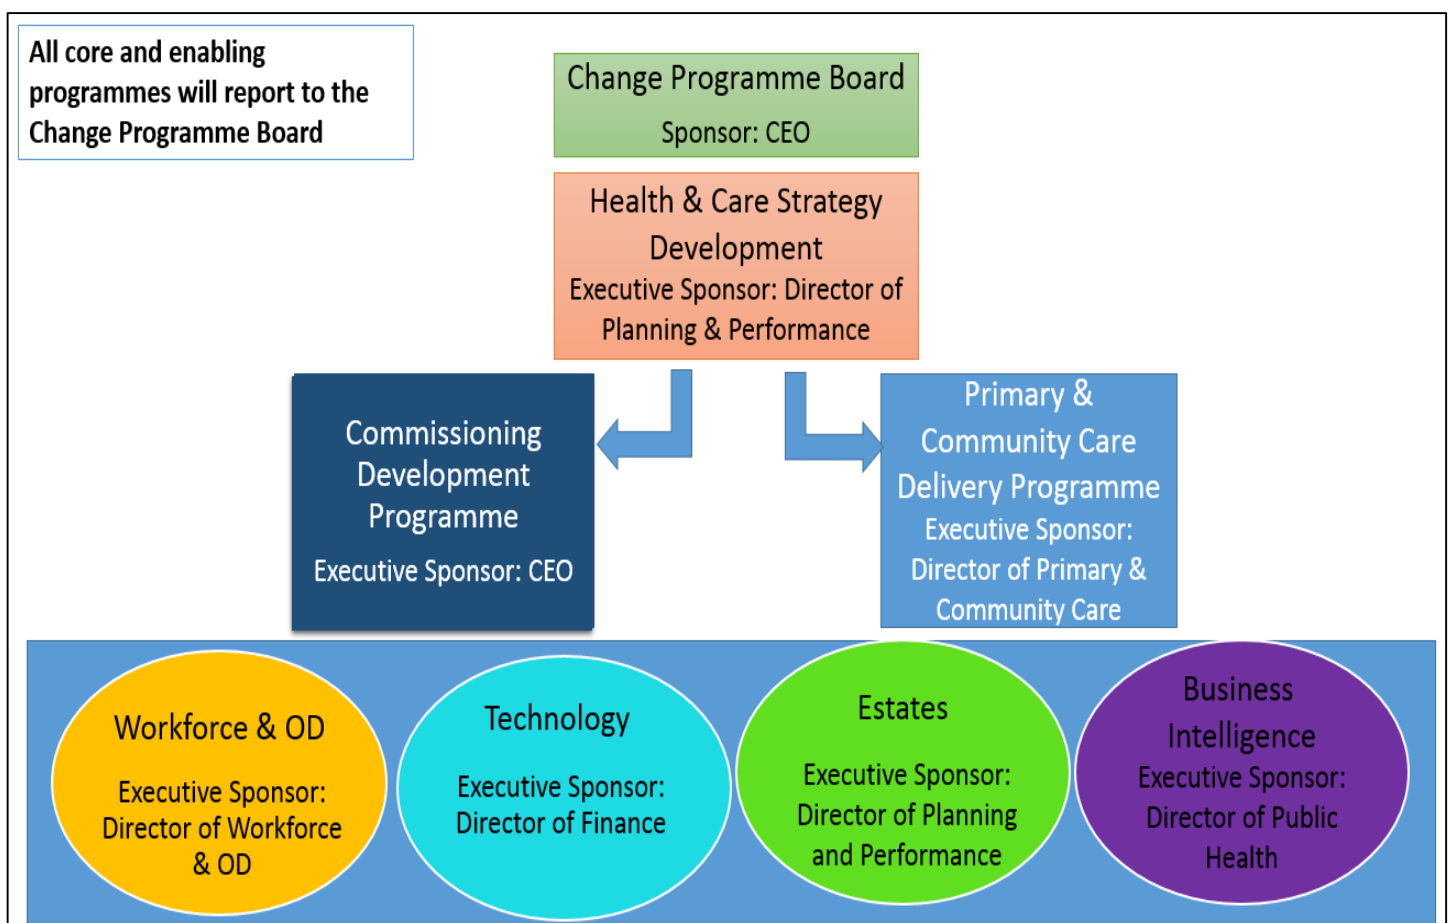 All core and enabling
programmes will report to the
Change Programme Board
Change Programme Board
Sponsor: CEO
Health & Care Strategy
Development
Executive Sponsor: Director of
Planning & Performance
Commissioning
Development
Programme
Executive Sponsor: CEO
Primary &
Community Care
Delivery Programme
Executive Sponsor:
Director of Primary &
Community Care
Workforce & OD
Executive Sponsor:
Director of Workforce
& OD
Technology
Executive Sponsor:
Director of Finance
Estates
Executive Sponsor:
Director of Planning
and Performance
Business
Intelligence
Executive Sponsor:
Director of Public
Health